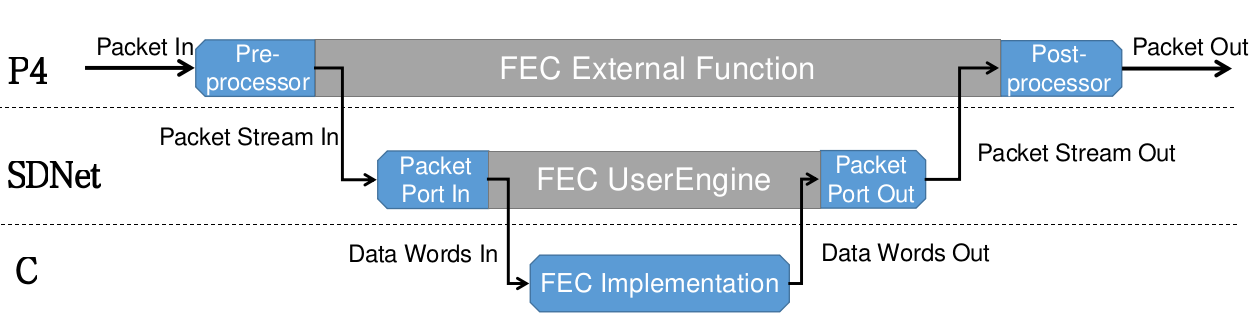 Packet In
P4
Pre-
processor
FEC External Function
Post-
processor
Packet Out
Packet Stream In
SDNet
Packet
Port In
FEC UserEngine
Packet
Port Out
Packet Stream Out
Data Words In
Data Words Out
C
FEC Implementation